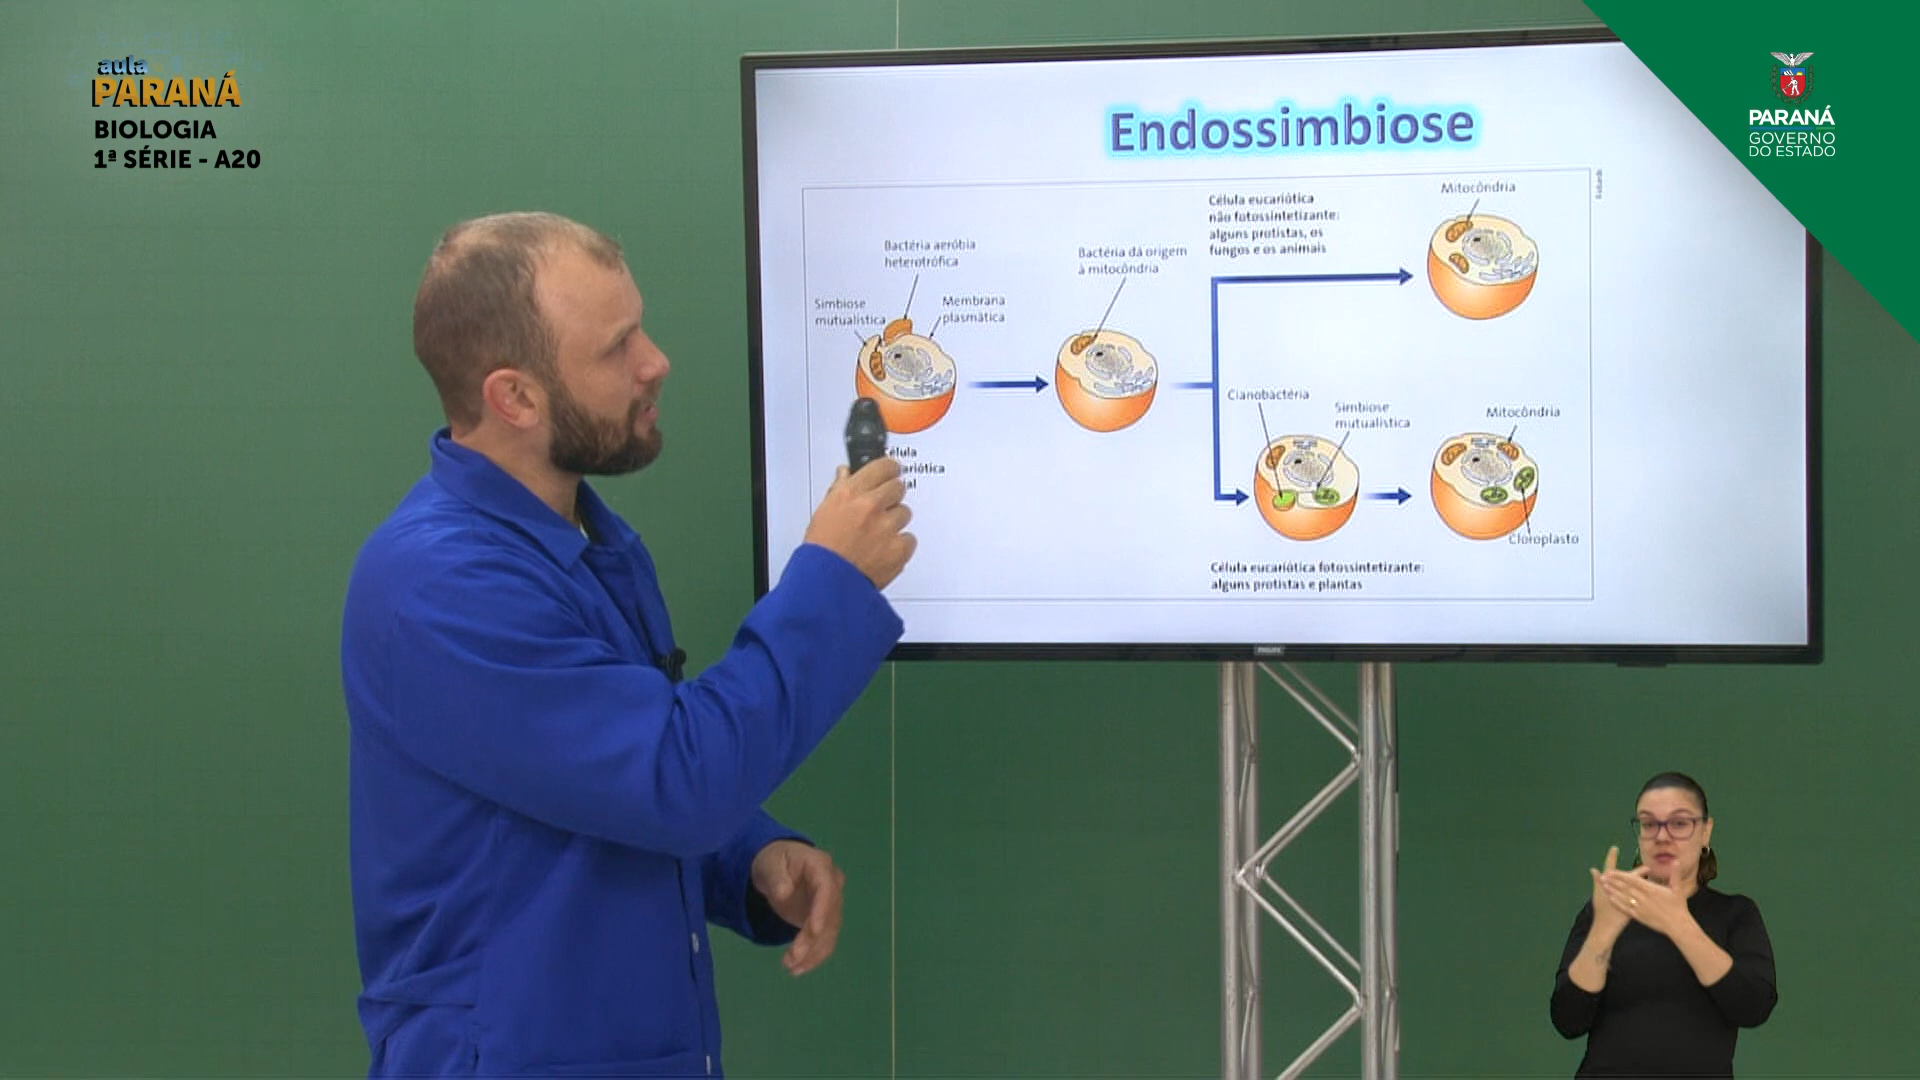 aula
PARANÁ
BIOLOGIA
1ª SÉRIE - A20
PARANÁ
GOVERNO
DO ESTADO
Endossimbiose
Bactéria aeróbia
heterotrófica
Simbiose
mutualística
Membrana
plasmática
Bactéria dá origem
à mitocôndria
Célula eucariótica
não fotossintetizante:
alguns protistas, os
fungos e os animais
Mitocôndria
Cianobactéria
Simbiose
mutualística
Mitocôndria
Cloroplasto
Célula eucariótica fotossintetizante:
alguns protistas e plantas
PHILIPS